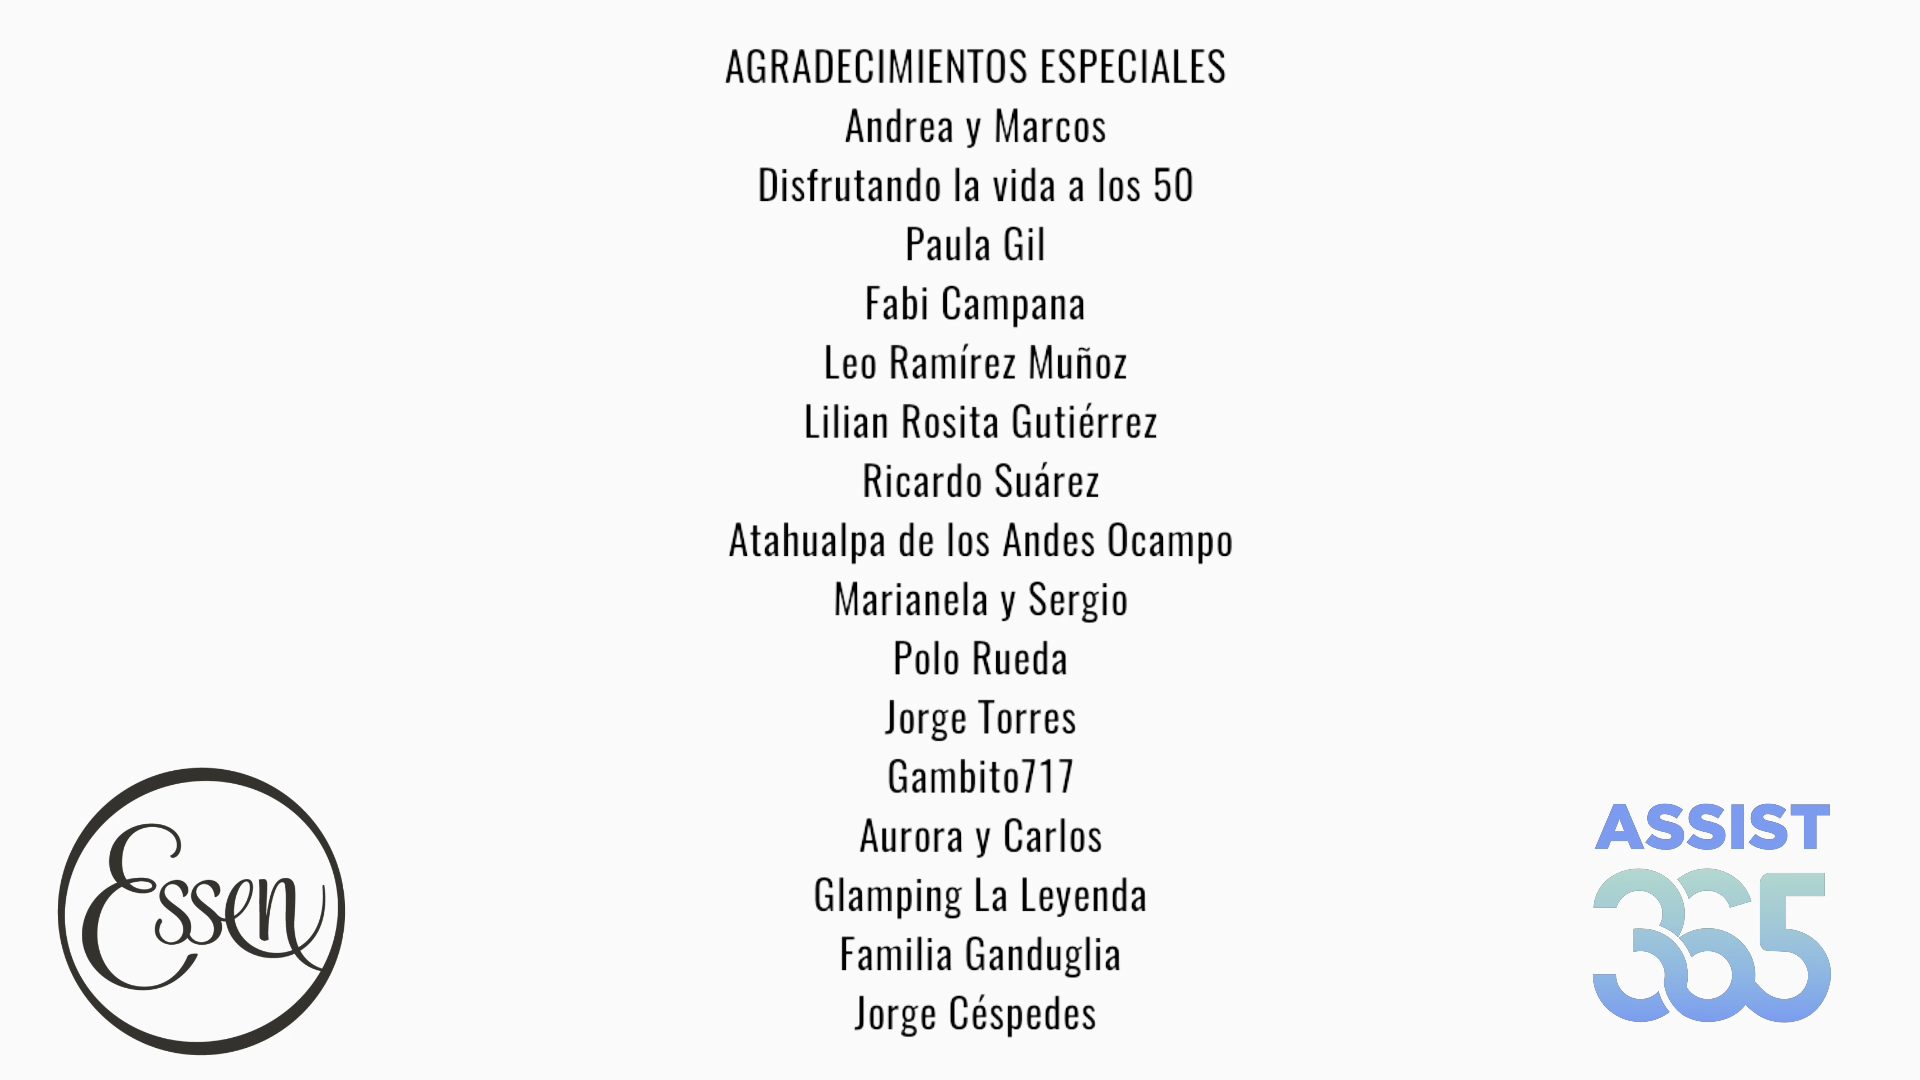 AGRADECIMIENTOS ESPECIALES
Andrea y Marcos
Disfrutando la vida a los 50
Paula Gil
Fabi Campana
Leo Ramírez Muñoz
Lilian Rosita Gutiérrez
Ricardo Suárez
Atahualpa de los Andes Ocampo
Marianela y Sergio
Polo Rueda
Jorge Torres
Gambito717
Aurora y Carlos
Glamping La Leyenda
Familia Ganduglia
Jorge Céspedes
Essen
ASSIST
365